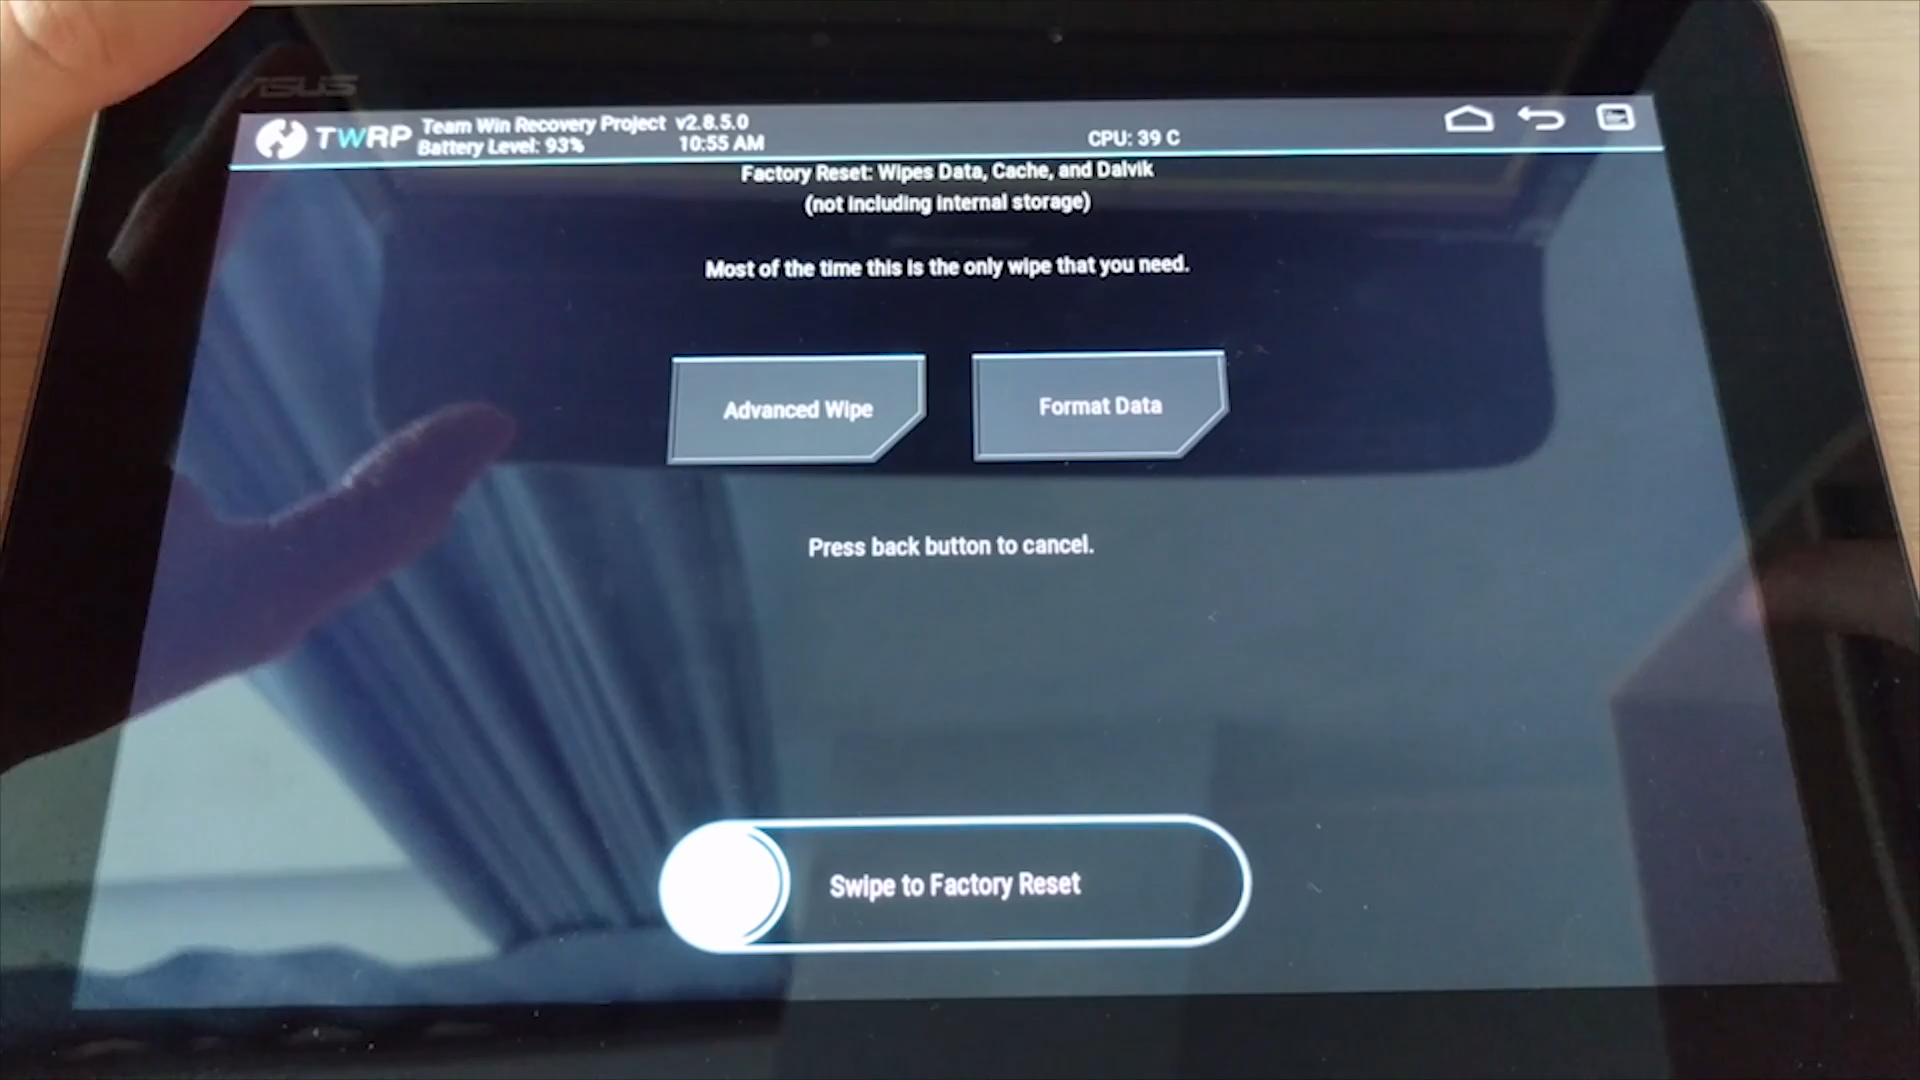 ASUS
TWRP
Team Win Recovery Project v2.8.5.0
Battery Level: 93% 10:55 AM
CPU: 39 C
Factory Reset: Wipes Data, Cache, and Dalvik
(not including internal storage)
Most of the time this is the only wipe that you need.
Advanced Wipe
Format Data
Press back button to cancel.
Swipe to Factory Reset